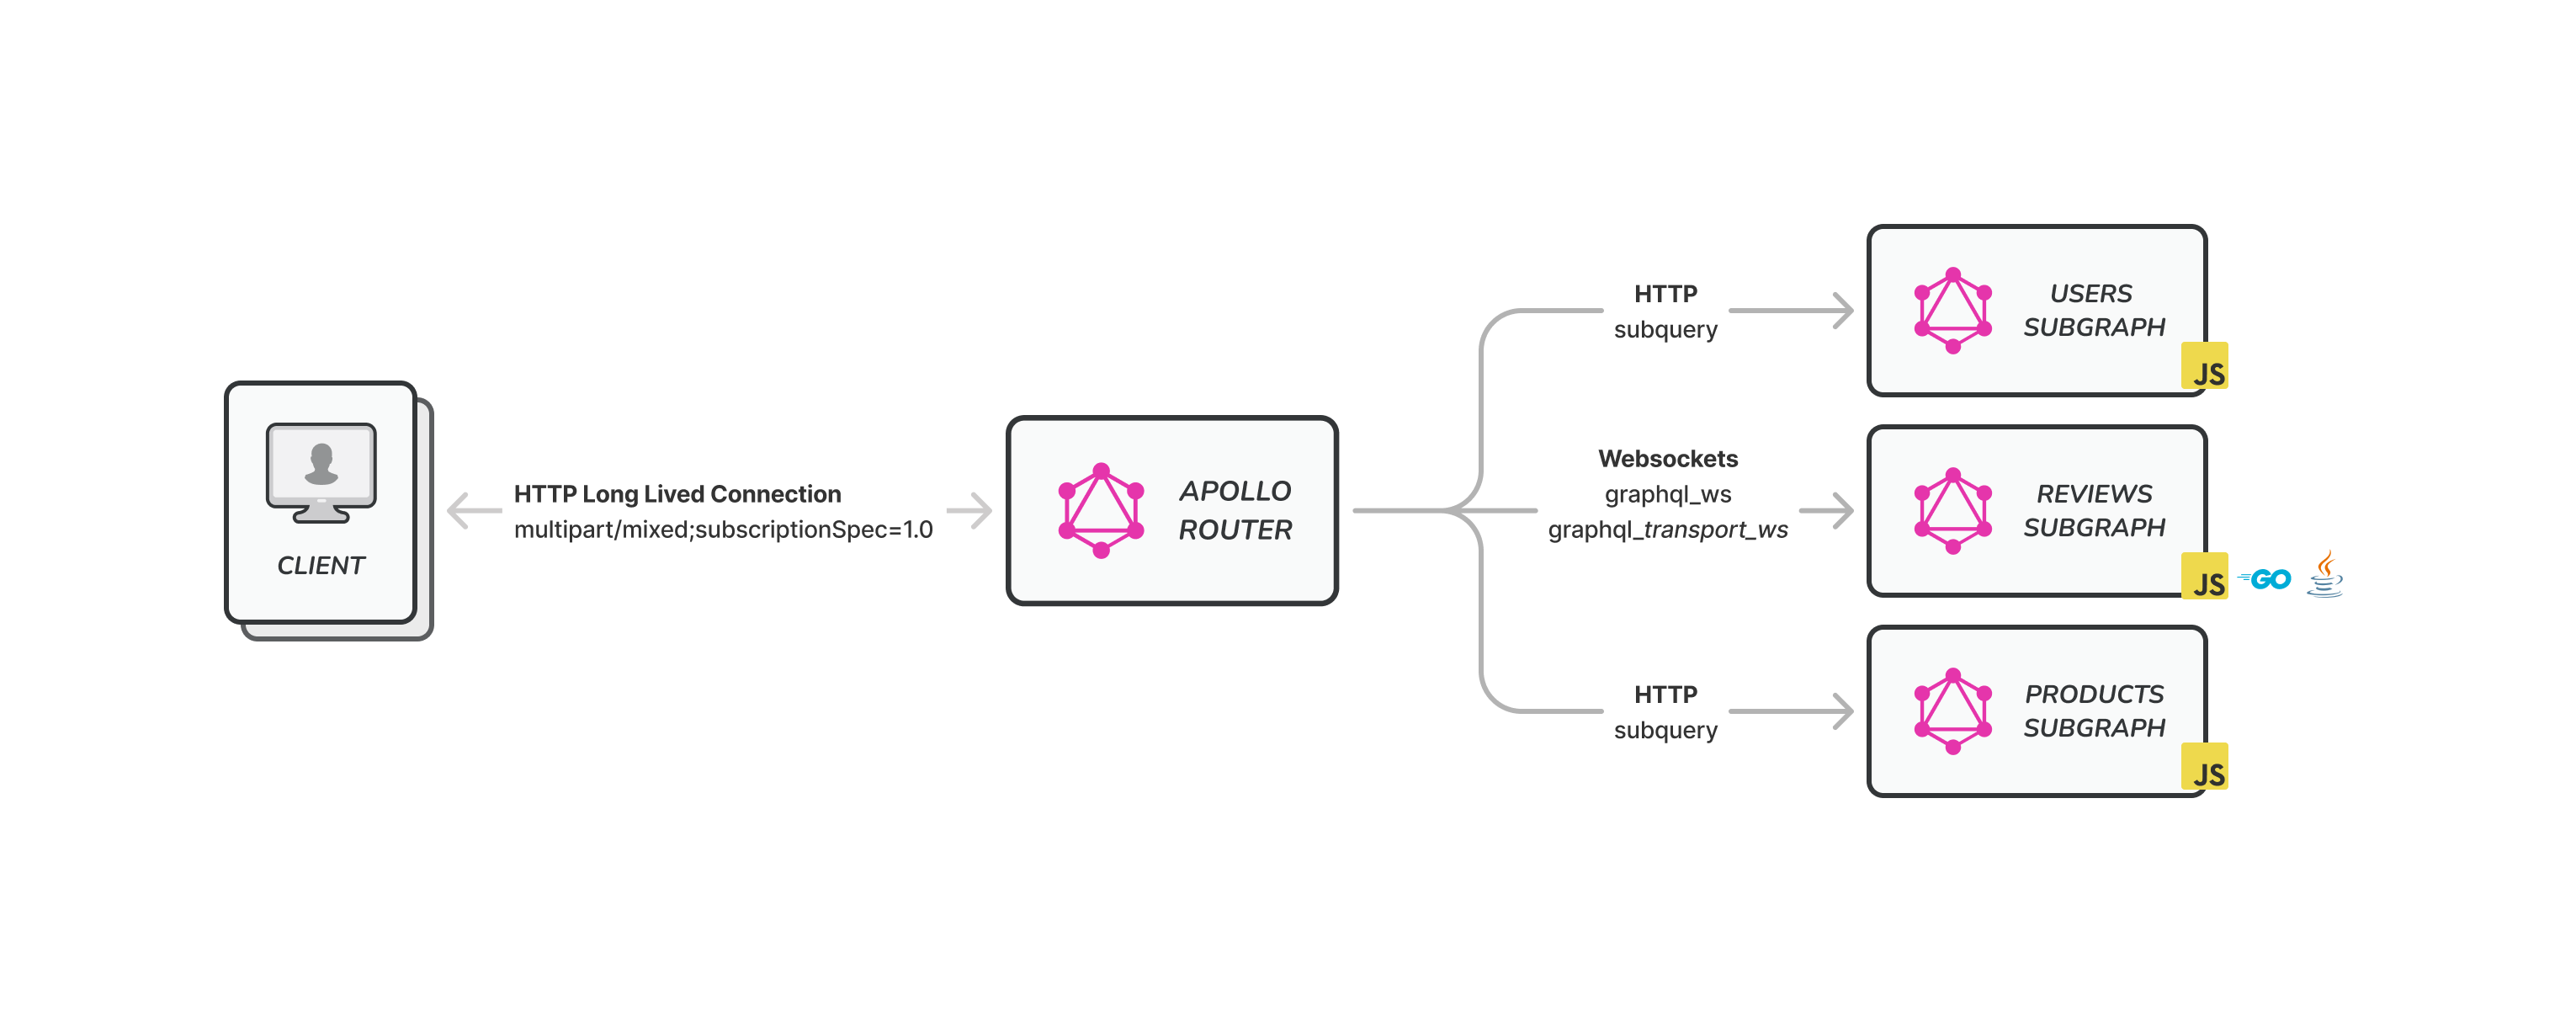 CLIENT
HTTP Long Lived Connection
multipart/mixed;subscriptionSpec=1.0
APOLLO
ROUTER
HTTP
subquery
Websockets
graphql_ws
graphql_transport_ws
HTTP
subquery
USERS
SUBGRAPH
JS
REVIEWS
SUBGRAPH
JS
GO
PRODUCTS
SUBGRAPH
JS